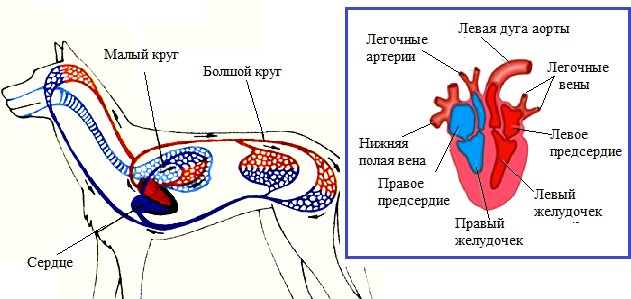 Малый круг
Болшой круг
Сердце
Левая дуга аорты
Легочные
артерии
Легочные
вены
Нижняя
полая вена
Левое
предсердие
Правое
предсердие
Левый
желудочек
Правый
желудочек